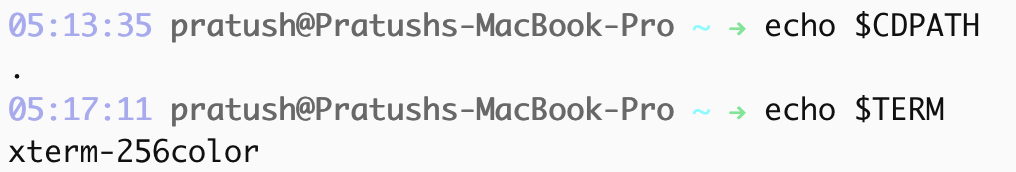 05:13:35 pratush@Pratushs-MacBook-Pro ~ → echo $CDPATH
.
05:17:11 pratush@Pratushs-MacBook-Pro ~ → echo $TERM
xterm-256color